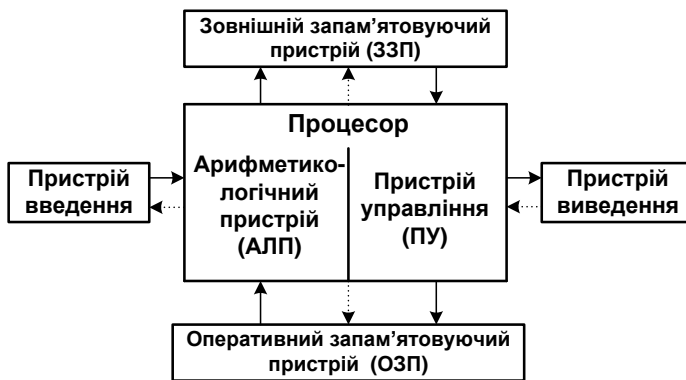 Зовнішній запам’ятовуючий
пристрій (ЗЗП)
Процесор
Пристрій
введення
Арифметико-
логічний
пристрій
(АЛП)
Пристрій
управління
(ПУ)
Пристрій
виведення
Оперативний запам’ятовуючий
пристрій (ОЗП)